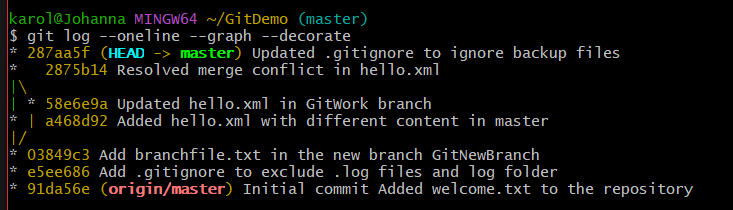 karol@Johanna MINGW64 ~/GitDemo (master)
$ git log --oneline --graph --decorate
* 287aa5f (HEAD -> master) Updated .gitignore to ignore backup files
*   2875b14 Resolved merge conflict in hello.xml
|\
| * 58e6e9a Updated hello.xml in GitWork branch
* | a468d92 Added hello.xml with different content in master
|/
* 03849c3 Add branchfile.txt in the new branch GitNewBranch
* e5ee686 Add .gitignore to exclude .log files and log folder
* 91da56e (origin/master) Initial commit Added welcome.txt to the repository